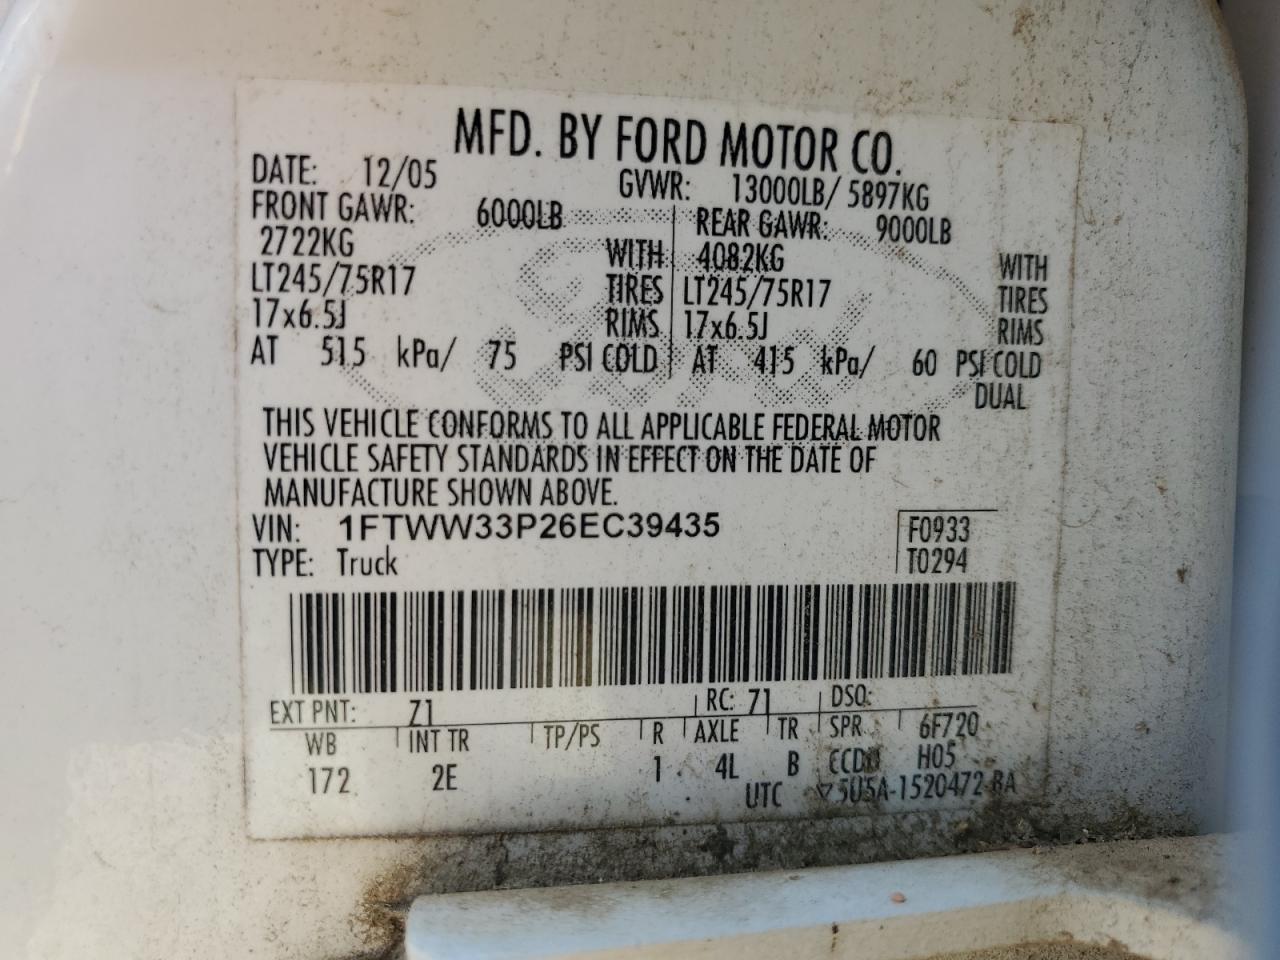 MFD. BY FORD MOTOR CO.
DATE: 12/05 GVWR: 13000LB/ 5897KG
FRONT GAWR: 6000LB REAR GAWR: 9000LB
2722KG WITH 4082KG WITH
LT245/75R17 TIRES LT245/75R17 TIRES
17x6.5J RIMS 17x6.5J RIMS
AT 515 kPa/ 75 PSI COLD AT 415 kPa/ 60 PSI COLD
DUAL
THIS VEHICLE CONFORMS TO ALL APPLICABLE FEDERAL MOTOR
VEHICLE SAFETY STANDARDS IN EFFECT ON THE DATE OF
MANUFACTURE SHOWN ABOVE.
VIN: 1FTWW33P26EC39435 F0933
TYPE: Truck T0294
EXT PNT: Z1 RC: 71 DSO:
WB INT TR TP/PS R AXLE TR SPR 6F720
172 2E 1 4L B H05
UTC 5U5A-1520472-BA